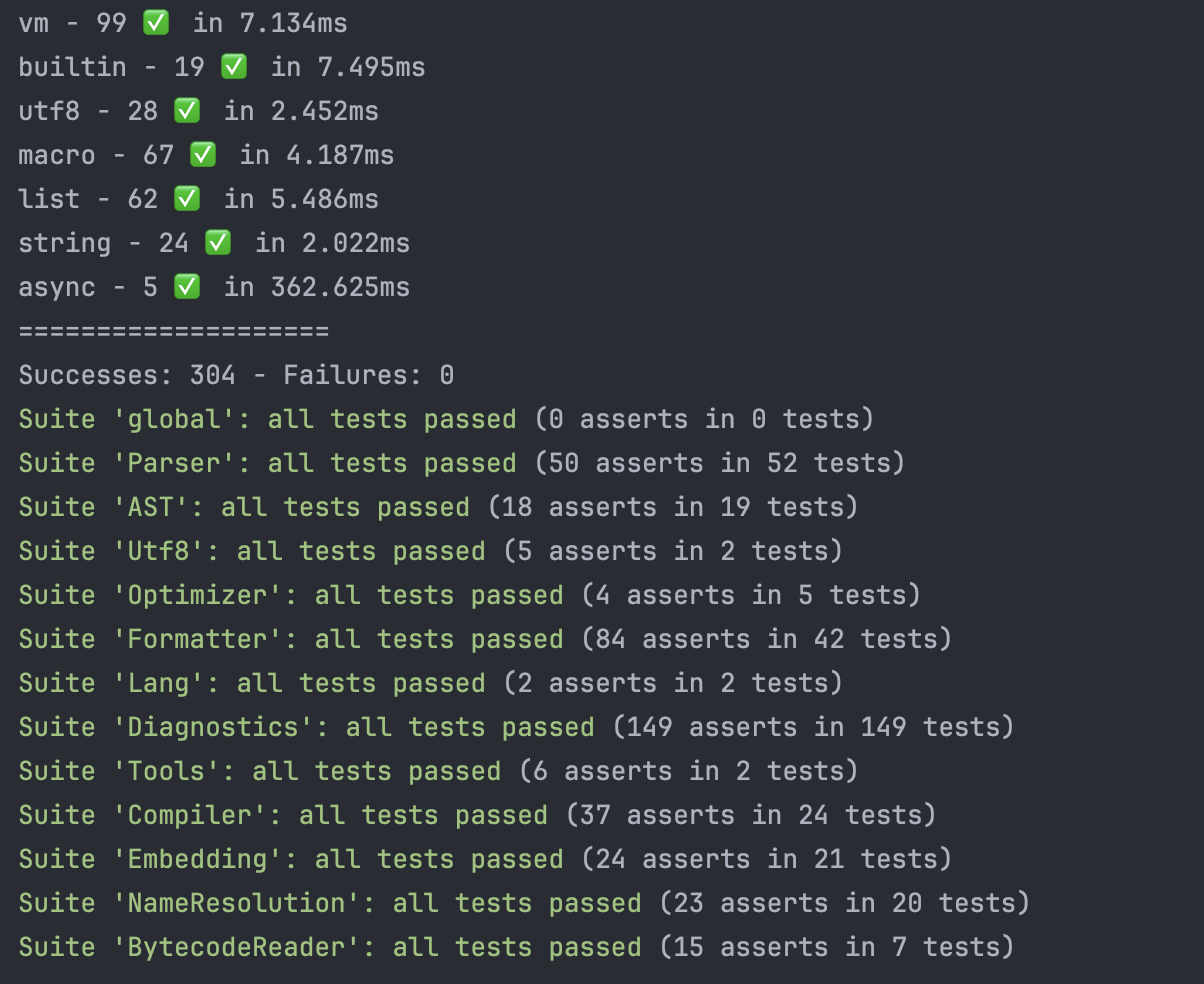 vm - 99 ✅ in 7.134ms
builtin - 19 ✅ in 7.495ms
utf8 - 28 ✅ in 2.452ms
macro - 67 ✅ in 4.187ms
list - 62 ✅ in 5.486ms
string - 24 ✅ in 2.022ms
async - 5 ✅ in 362.625ms
====================
Successes: 304 - Failures: 0
Suite 'global': all tests passed (0 asserts in 0 tests)
Suite 'Parser': all tests passed (50 asserts in 52 tests)
Suite 'AST': all tests passed (18 asserts in 19 tests)
Suite 'Utf8': all tests passed (5 asserts in 2 tests)
Suite 'Optimizer': all tests passed (4 asserts in 5 tests)
Suite 'Formatter': all tests passed (84 asserts in 42 tests)
Suite 'Lang': all tests passed (2 asserts in 2 tests)
Suite 'Diagnostics': all tests passed (149 asserts in 149 tests)
Suite 'Tools': all tests passed (6 asserts in 2 tests)
Suite 'Compiler': all tests passed (37 asserts in 24 tests)
Suite 'Embedding': all tests passed (24 asserts in 21 tests)
Suite 'NameResolution': all tests passed (23 asserts in 20 tests)
Suite 'BytecodeReader': all tests passed (15 asserts in 7 tests)